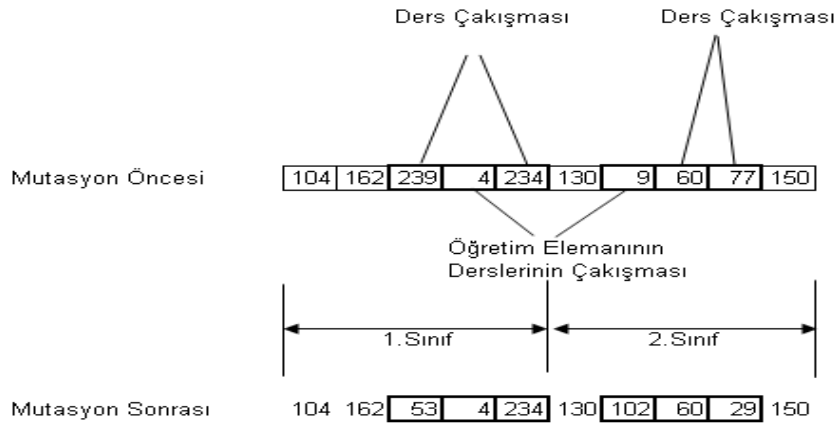 Ders Çakışması Ders Çakışması
Mutasyon Öncesi 104 162 239 4 234 130 9 60 77 150
Öğretim Elemanının
Derslerinin Çakışması
1.Sınıf 2.Sınıf
Mutasyon Sonrası 104 162 53 4 234 130 102 60 29 150